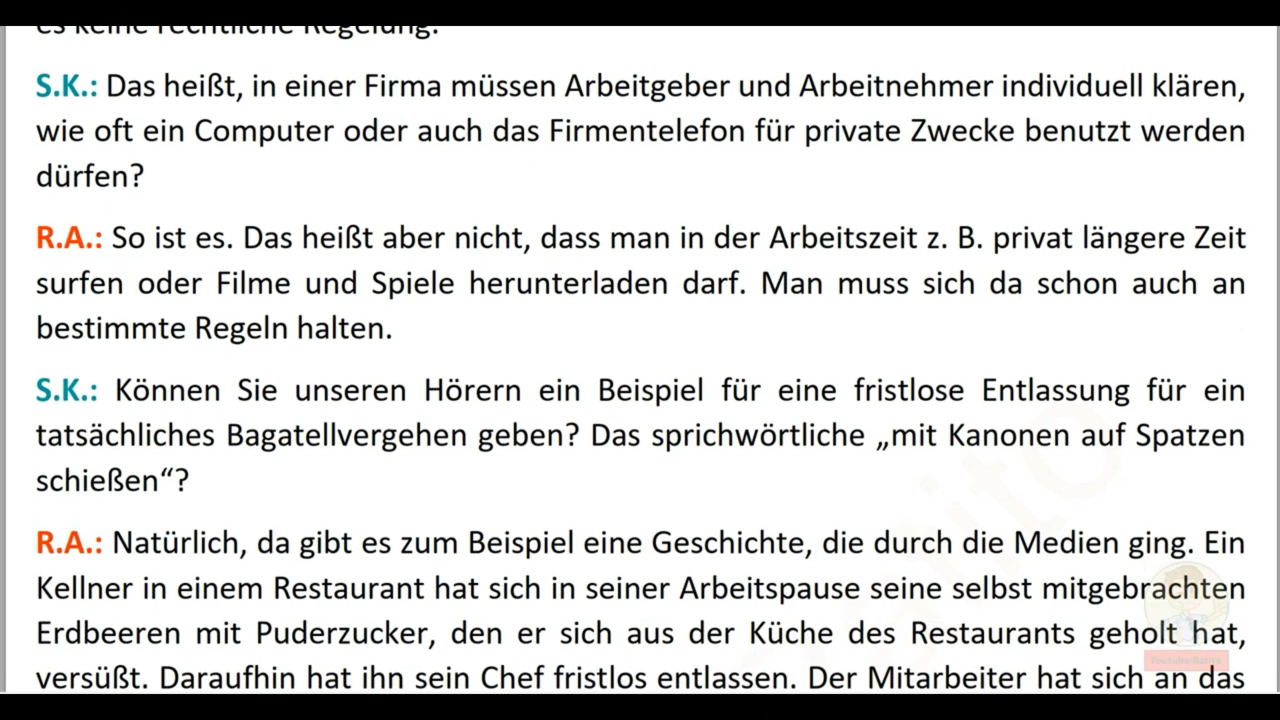 es keine rechtliche Regelung.
S.K.: Das heißt, in einer Firma müssen Arbeitgeber und Arbeitnehmer individuell klären,
wie oft ein Computer oder auch das Firmentelefon für private Zwecke benutzt werden
dürfen?
R.A.: So ist es. Das heißt aber nicht, dass man in der Arbeitszeit z. B. privat längere Zeit
surfen oder Filme und Spiele herunterladen darf. Man muss sich da schon auch an
bestimmte Regeln halten.
S.K.: Können Sie unseren Hörern ein Beispiel für eine fristlose Entlassung für ein
tatsächliches Bagatellvergehen geben? Das sprichwörtliche „mit Kanonen auf Spatzen
schießen“?
R.A.: Natürlich, da gibt es zum Beispiel eine Geschichte, die durch die Medien ging. Ein
Kellner in einem Restaurant hat sich in seiner Arbeitspause seine selbst mitgebrachten
Erdbeeren mit Puderzucker, den er sich aus der Küche des Restaurants geholt hat,
versüßt. Daraufhin hat ihn sein Chef fristlos entlassen. Der Mitarbeiter hat sich an das